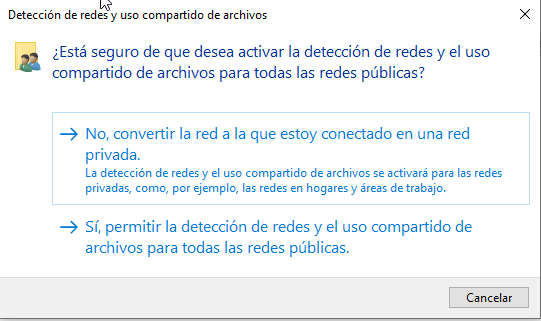 Detección de redes y uso compartido de archivos
¿Está seguro de que desea activar la detección de redes y el uso
compartido de archivos para todas las redes públicas?
No, convertir la red a la que estoy conectado en una red
privada.
La detección de redes y el uso compartido de archivos se activará para las redes
privadas, como, por ejemplo, las redes en hogares y áreas de trabajo.
Sí, permitir la detección de redes y el uso compartido de
archivos para todas las redes públicas.
Cancelar